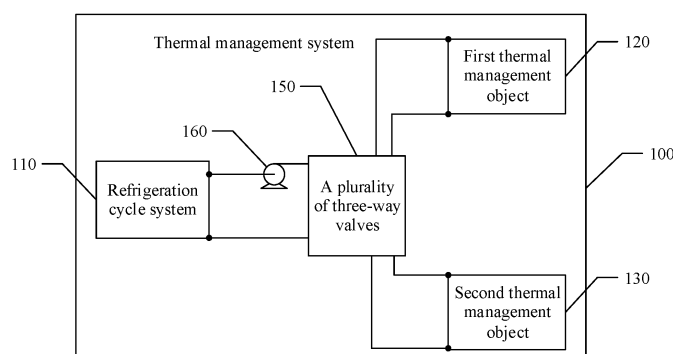 Thermal management system
120
First thermal
management
object
150
160
110
100
Refrigeration
cycle system
A plurality
of three-way
valves
130
Second thermal
management
object